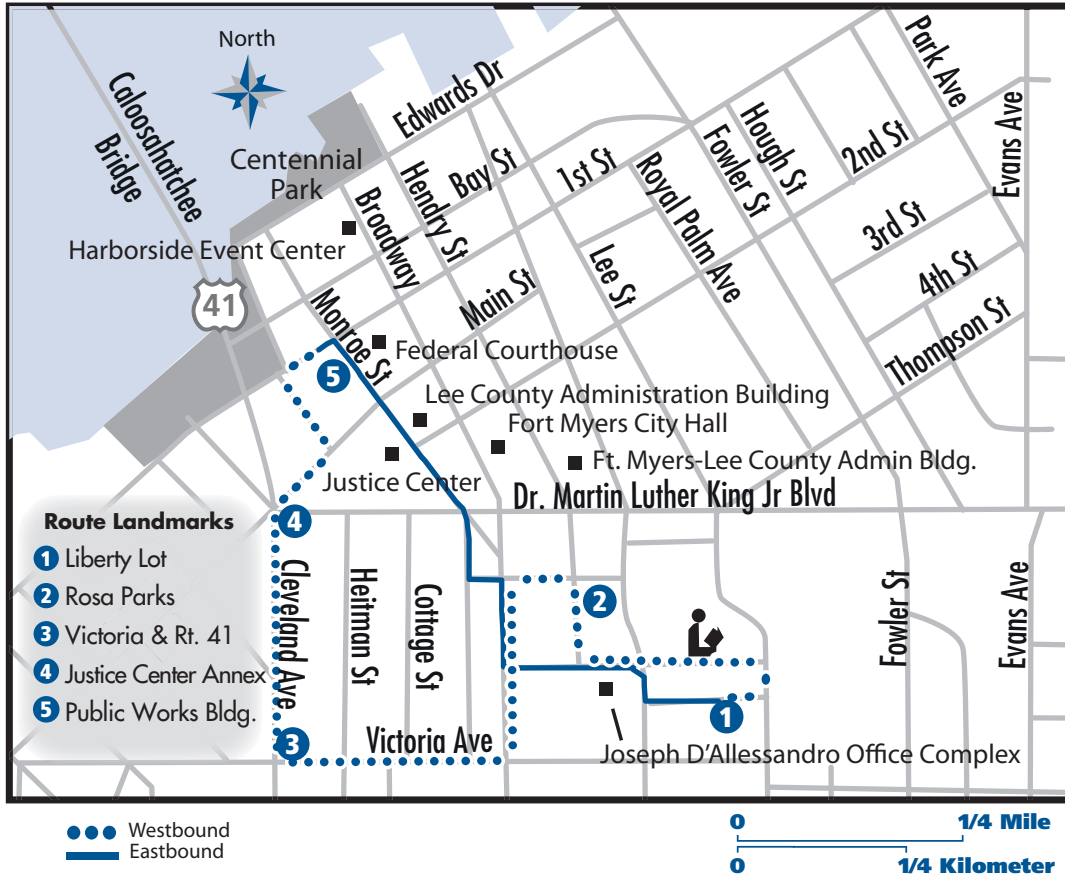 North
Caloosahatchee
Bridge
Centennial
Park
Harborside Event Center
41
Edwards Dr
Hendry St
Bay St
Broadway
1st St
Monroe St
Main St
Lee St
Royal Palm Ave
Fowler St
Hough St
2nd St
Park Ave
Evans Ave
3rd St
4th St
Thompson St
Federal Courthouse
5
Lee County Administration Building
Fort Myers City Hall
Justice Center
Ft. Myers-Lee County Admin Bldg.
Dr. Martin Luther King Jr Blvd
4
Route Landmarks
1 Liberty Lot
2 Rosa Parks
3 Victoria & Rt. 41
4 Justice Center Annex
5 Public Works Bldg.
Cleveland Ave
Heitman St
Cottage St
2
Fowler St
Evans Ave
1
3
Victoria Ave
Joseph D'Allessandro Office Complex
Westbound
Eastbound
0 1/4 Mile
0 1/4 Kilometer